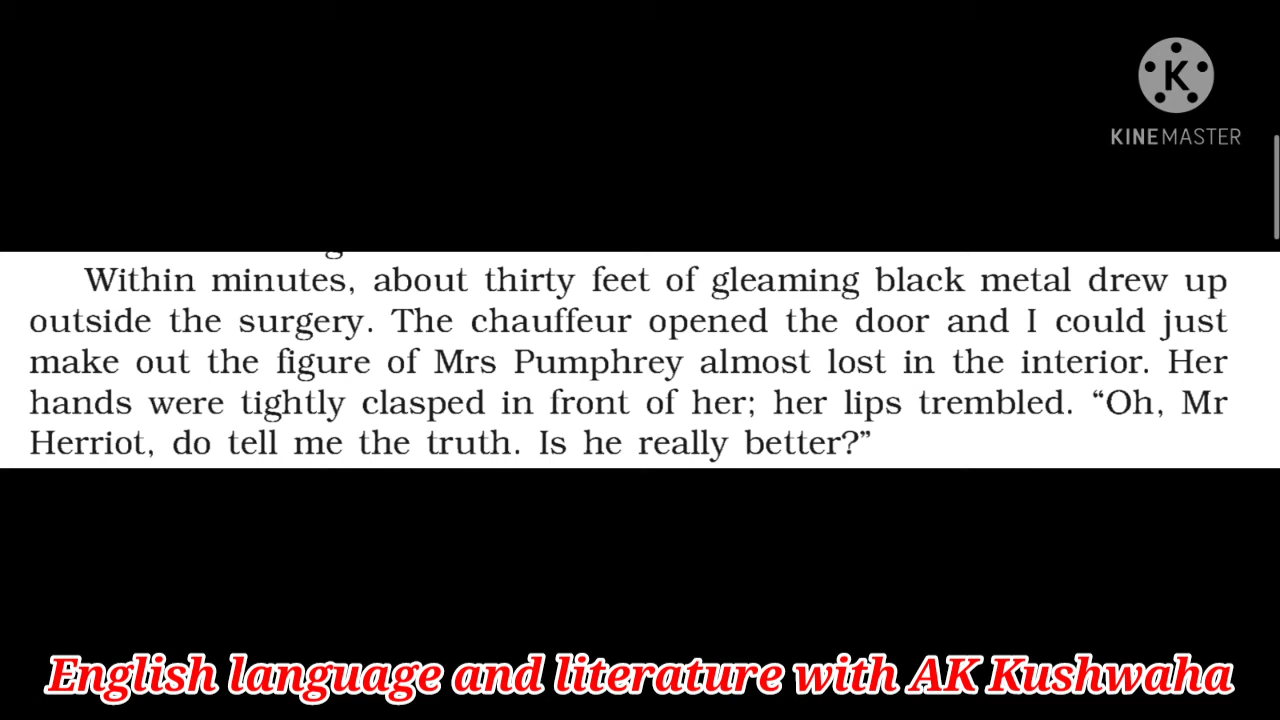 KINEMASTER
Within minutes, about thirty feet of gleaming black metal drew up
outside the surgery. The chauffeur opened the door and I could just
make out the figure of Mrs Pumphrey almost lost in the interior. Her
hands were tightly clasped in front of her; her lips trembled. “Oh, Mr
Herriot, do tell me the truth. Is he really better?”
English language and literature with AK Kushwaha